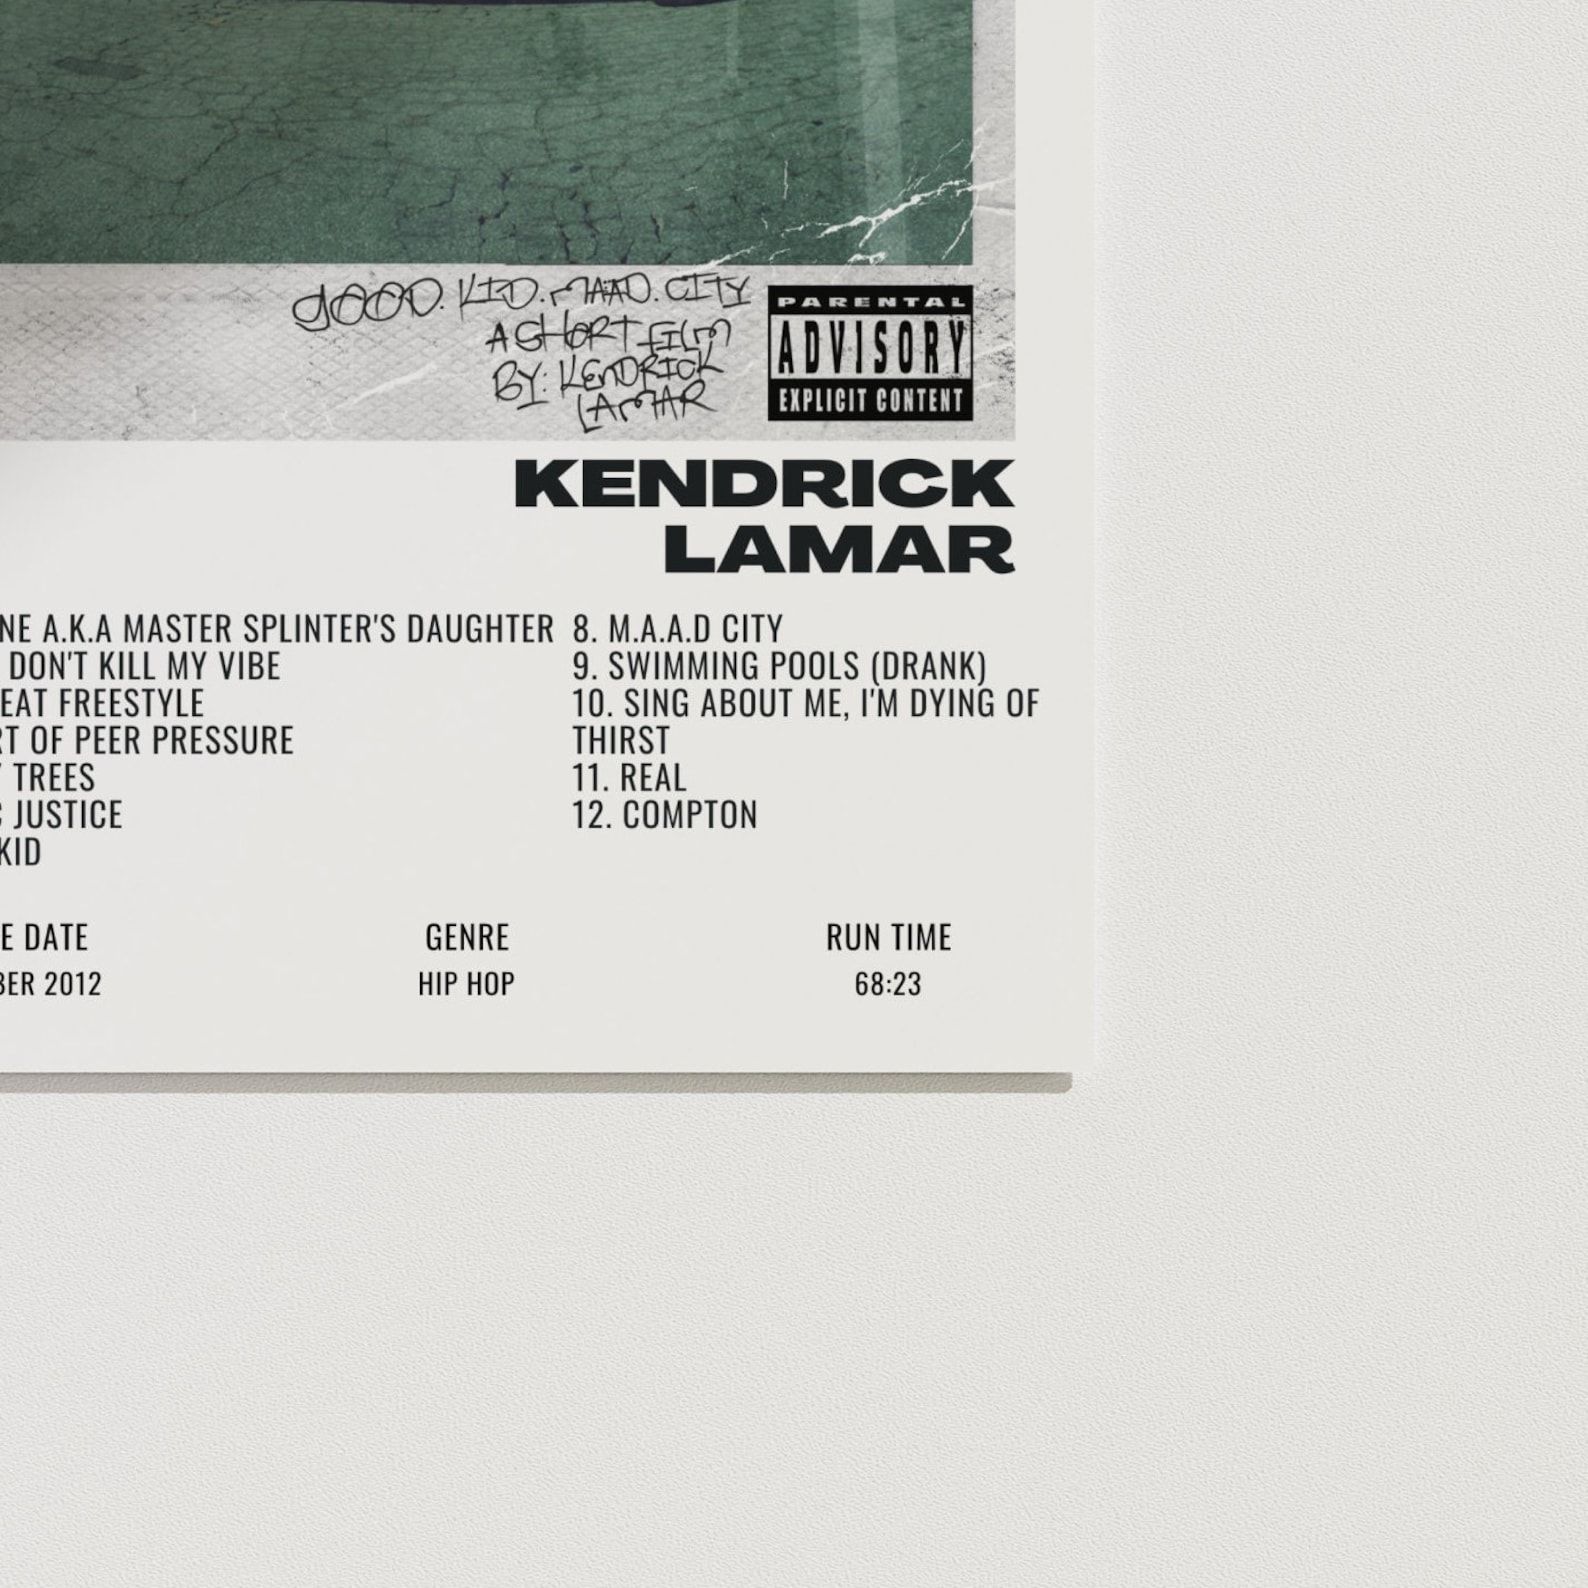 GOOD. KID. MAAD. CITY
A SHORT FILM
BY: KENDRICK
LAMAR
PARENTAL
ADVISORY
EXPLICIT CONTENT
KENDRICK
LAMAR
NE A.K.A MASTER SPLINTER'S DAUGHTER
DON'T KILL MY VIBE
EAT FREESTYLE
RT OF PEER PRESSURE
TREES
JUSTICE
KID
8. M.A.A.D CITY
9. SWIMMING POOLS (DRANK)
10. SING ABOUT ME, I'M DYING OF
THIRST
11. REAL
12. COMPTON
E DATE
BER 2012
GENRE
HIP HOP
RUN TIME
68:23